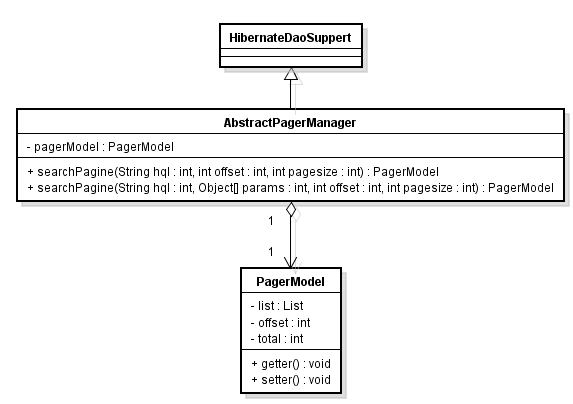 HibernateDaoSuppert
AbstractPagerManager
- pagerModel : PagerModel
+ searchPagine(String hql : int, int offset : int, int pagesize : int) : PagerModel
+ searchPagine(String hql : int, Object[] params : int, int offset : int, int pagesize : int) : PagerModel
1
1
PagerModel
- list : List
- offset : int
- total : int
+ getter() : void
+ setter() : void